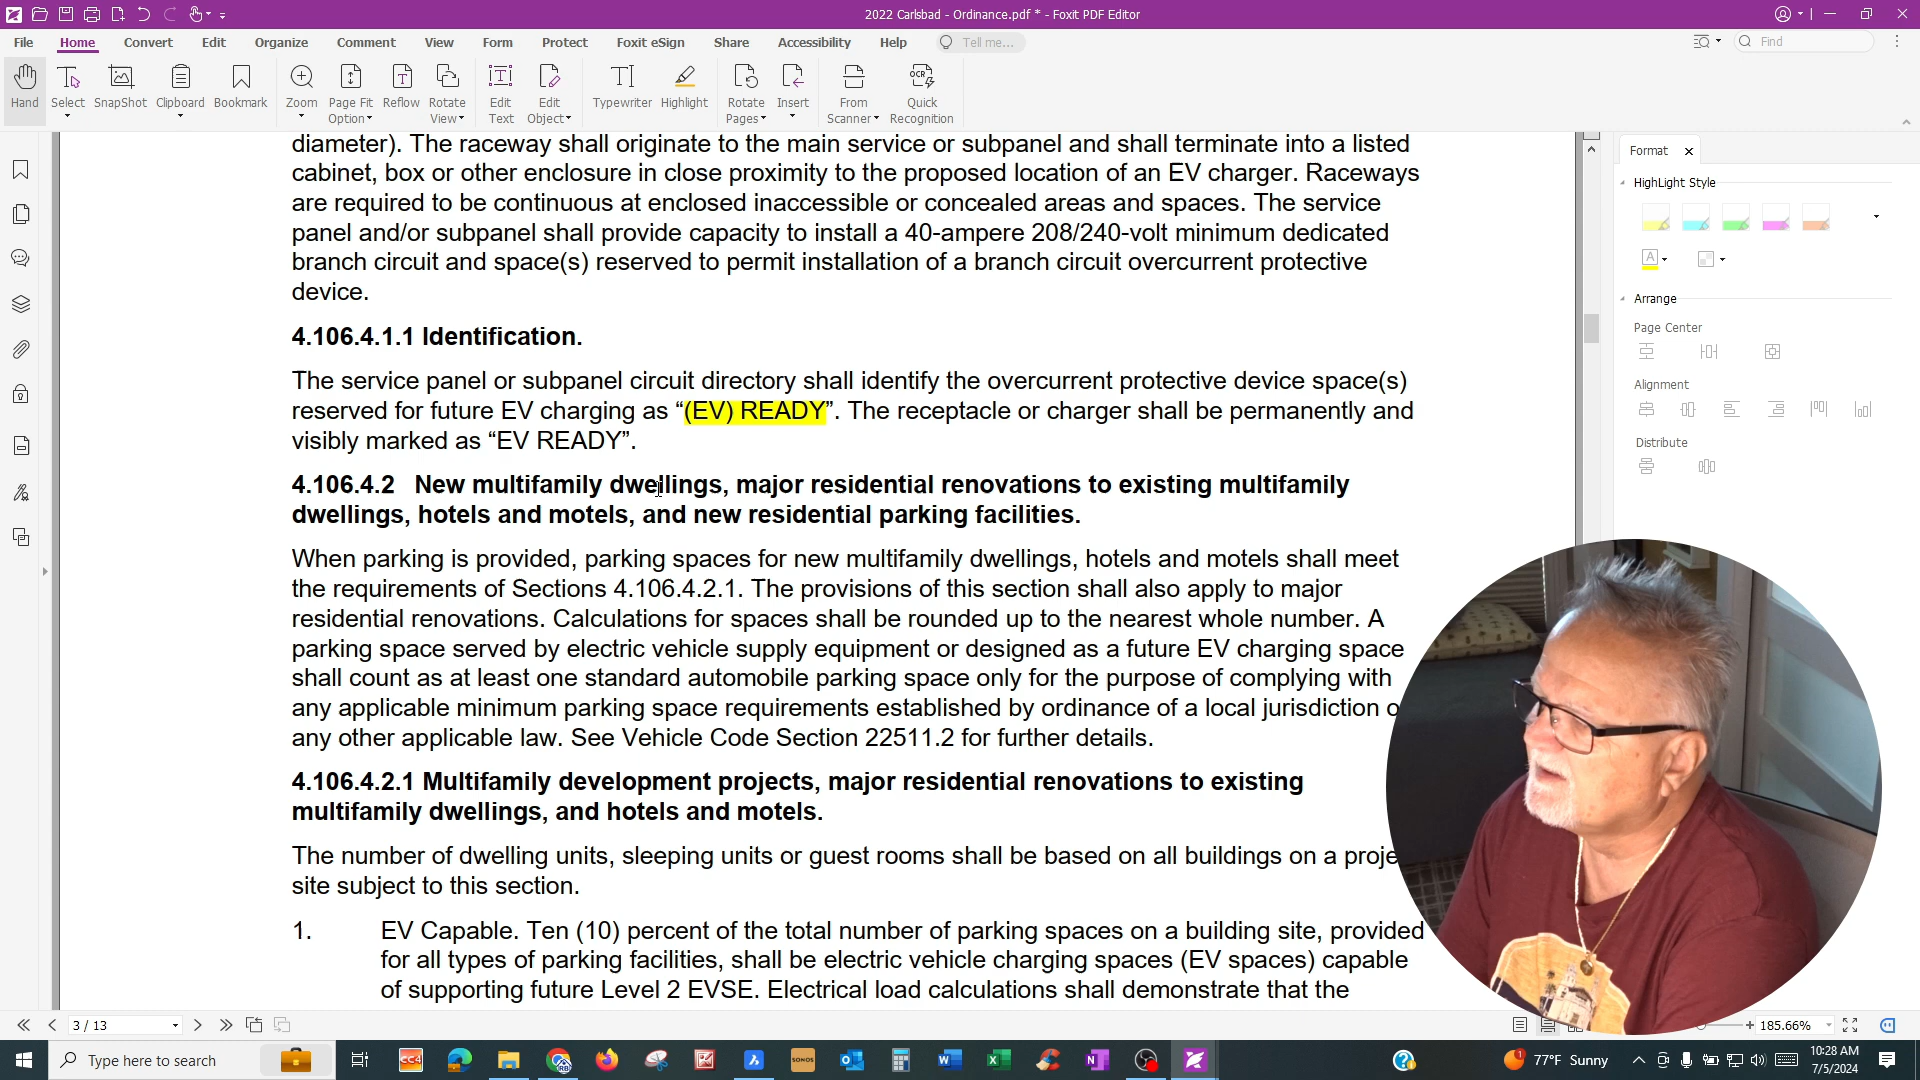 2022 Carlsbad - Ordinance.pdf * - Foxit PDF Editor
File Home Convert Edit Organize Comment View Form Protect Foxit eSign Share Accessibility Help Tell me... Find
Hand Select SnapShot Clipboard Bookmark Zoom Page Fit Option Reflow Rotate View Edit Text Edit Object Typewriter Highlight Rotate Pages Insert From Scanner OCR Quick Recognition
diameter). The raceway shall originate to the main service or subpanel and shall terminate into a listed
cabinet, box or other enclosure in close proximity to the proposed location of an EV charger. Raceways
are required to be continuous at enclosed inaccessible or concealed areas and spaces. The service
panel and/or subpanel shall provide capacity to install a 40-ampere 208/240-volt minimum dedicated
branch circuit and space(s) reserved to permit installation of a branch circuit overcurrent protective
device.
4.106.4.1.1 Identification.
The service panel or subpanel circuit directory shall identify the overcurrent protective device space(s)
reserved for future EV charging as “(EV) READY”. The receptacle or charger shall be permanently and
visibly marked as “EV READY”.
4.106.4.2 New multifamily dwellings, major residential renovations to existing multifamily
dwellings, hotels and motels, and new residential parking facilities.
When parking is provided, parking spaces for new multifamily dwellings, hotels and motels shall meet
the requirements of Sections 4.106.4.2.1. The provisions of this section shall also apply to major
residential renovations. Calculations for spaces shall be rounded up to the nearest whole number. A
parking space served by electric vehicle supply equipment or designed as a future EV charging space
shall count as at least one standard automobile parking space only for the purpose of complying with
any applicable minimum parking space requirements established by ordinance of a local jurisdiction o
any other applicable law. See Vehicle Code Section 22511.2 for further details.
4.106.4.2.1 Multifamily development projects, major residential renovations to existing
multifamily dwellings, and hotels and motels.
The number of dwelling units, sleeping units or guest rooms shall be based on all buildings on a proje
site subject to this section.
1. EV Capable. Ten (10) percent of the total number of parking spaces on a building site, provided
for all types of parking facilities, shall be electric vehicle charging spaces (EV spaces) capable
of supporting future Level 2 EVSE. Electrical load calculations shall demonstrate that the
Format
HighLight Style
Arrange
Page Center
Alignment
Distribute
3 / 13
185.66%
Type here to search
CC4
RB
SONOS
1
77°F Sunny
10:28 AM
7/5/2024